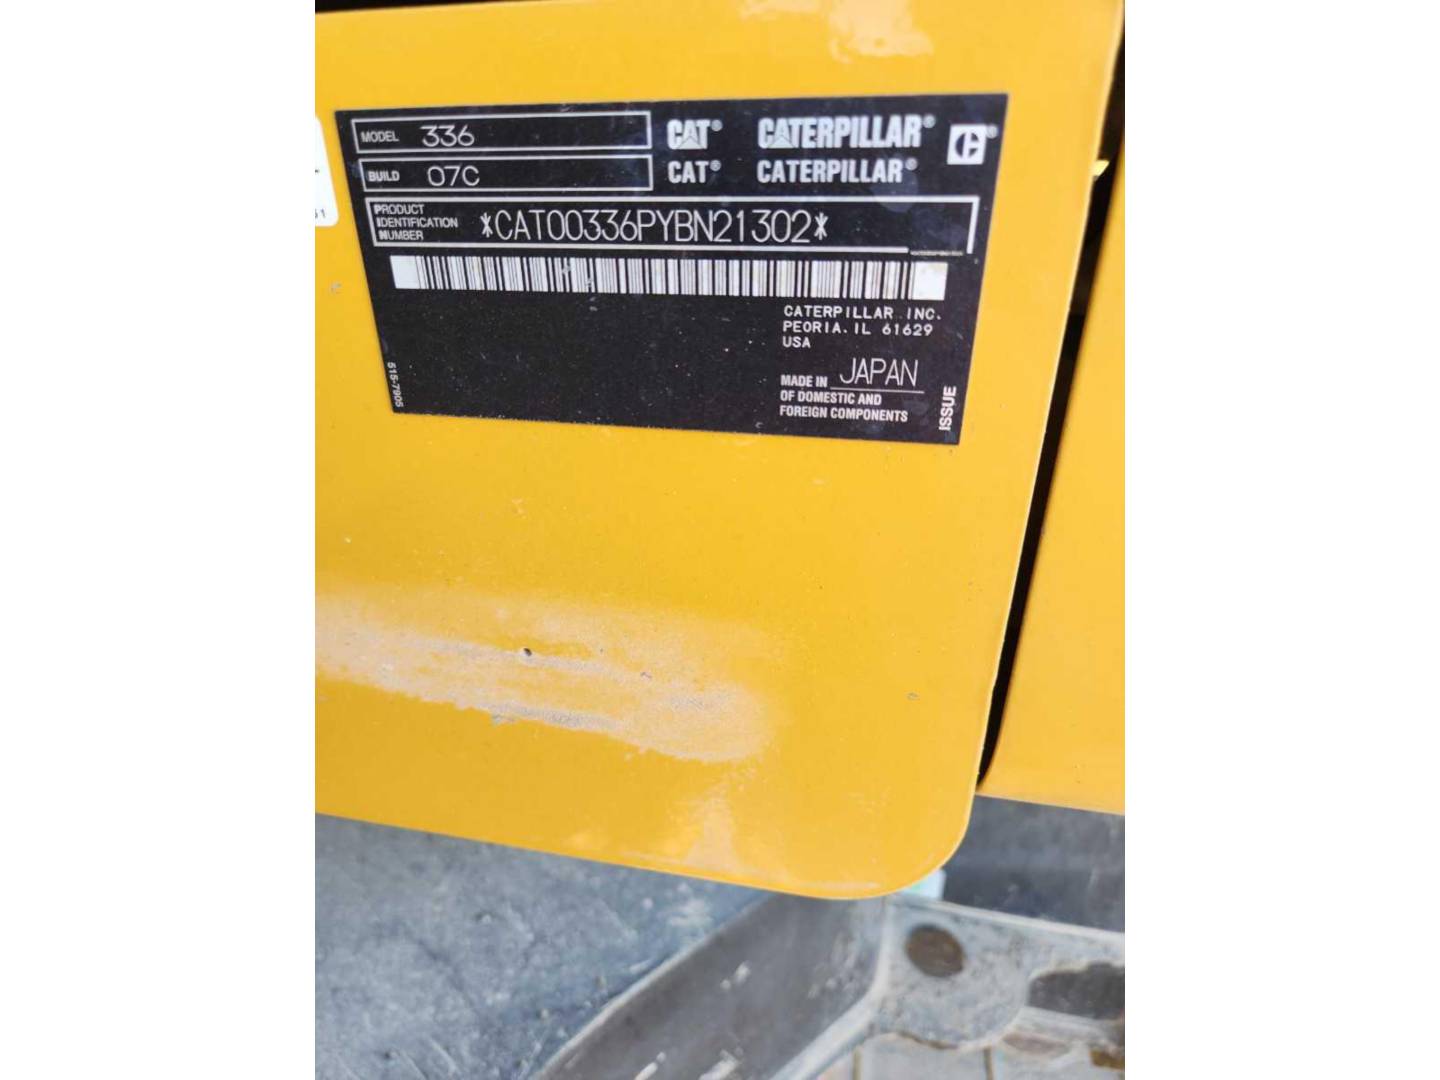 MODEL 336
BUILD 07C
CAT® CATERPILLAR®
CAT® CATERPILLAR®
PRODUCT
IDENTIFICATION
NUMBER
*CAT00336PYBN21302*
CATERPILLAR INC.
PEORIA, IL 61629
USA
MADE IN JAPAN
OF DOMESTIC AND
FOREIGN COMPONENTS
515-7905
ISSUE